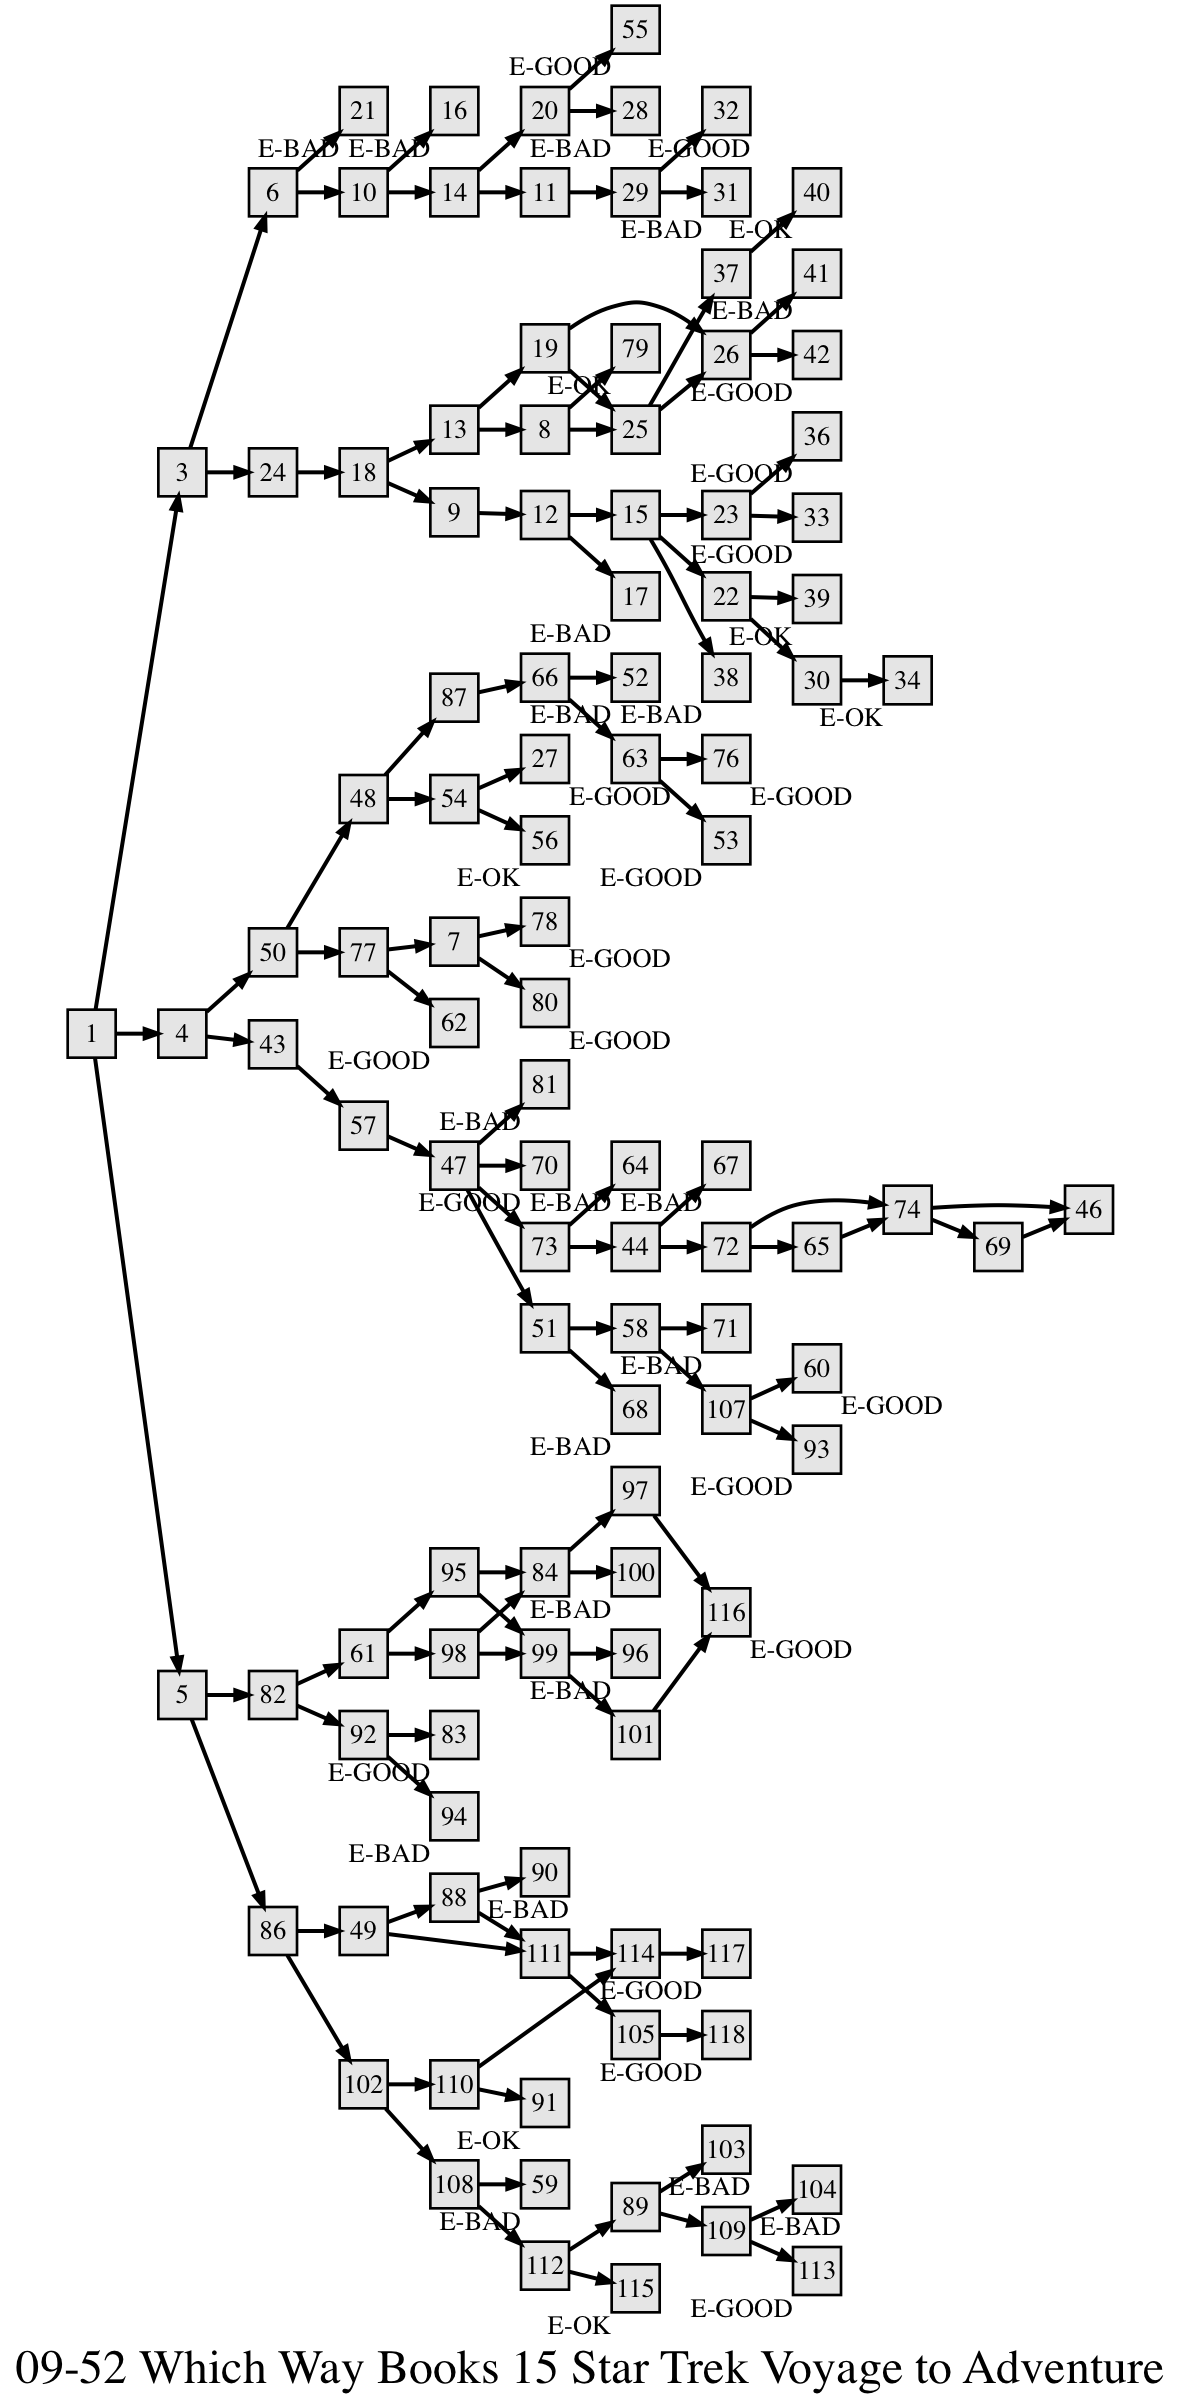 55
E-GOOD
21 16 20 28 32
E-BAD E-BAD E-BAD E-GOOD
6 10 14 11 29 31 40
E-BAD E-OK
37 41
E-BAD
19 79 26 42
E-OK E-GOOD
13 8 25 36
3 24 18 E-GOOD
9 12 15 23 33
E-GOOD
17 22 39
E-BAD E-OK
87 66 52 38 30 34
E-BAD E-BAD E-OK
48 54 27 63 76
E-GOOD E-GOOD
56 53
E-OK E-GOOD
78
50 77 7 E-GOOD
80
1 4 43 62
E-GOOD E-GOOD
81
57 E-BAD
47 70 64 67
E-GOOD E-BAD E-BAD 74 46
73 44 72 65 69
51 58 71
E-BAD 60
68 107 E-GOOD
E-BAD 93
97 E-GOOD
95 84 100
E-BAD 116
61 98 99 96 E-GOOD
5 82 E-BAD
92 83 101
E-GOOD
94
E-BAD 90
88 E-BAD
86 49 111 114 117
E-GOOD
105 118
E-GOOD
102 110 91
E-OK 103
108 59 89 E-BAD 104
E-BAD 109 E-BAD
112 115 113
E-OK E-GOOD
09-52 Which Way Books 15 Star Trek Voyage to Adventure